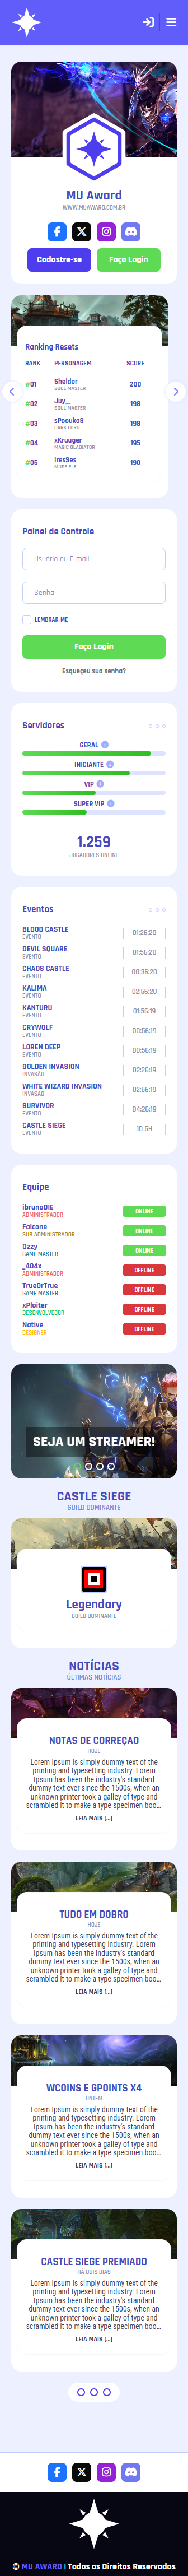 MU Award
WWW.MUAWARD.COM.BR
Cadastre-se
Faça Login
Ranking Resets
RANK PERSONAGEM SCORE
#01 Sheldor 200
SOUL MASTER
#02 Juy__ 198
SOUL MASTER
#03 sPooukaS 198
DARK LORD
#04 xKruuger 195
MAGIC GLADIATOR
#05 IresSes 190
MUSE ELF
Painel de Controle
Usuário ou E-mail
Senha
LEMBRAR-ME
Faça Login
Esqueçeu sua senha?
Servidores
GERAL
INICIANTE
VIP
SUPER VIP
1.259
JOGADORES ONLINE
Eventos
BLOOD CASTLE 01:26:20
EVENTO
DEVIL SQUARE 01:56:20
EVENTO
CHAOS CASTLE 00:36:20
EVENTO
KALIMA 02:56:20
EVENTO
KANTURU 01:56:19
EVENTO
CRYWOLF 00:56:19
EVENTO
LOREN DEEP 00:56:19
EVENTO
GOLDEN INVASION 02:26:19
INVASÃO
WHITE WIZARD INVASION 02:56:19
INVASÃO
SURVIVOR 04:26:19
EVENTO
CASTLE SIEGE 1D 5H
EVENTO
Equipe
ibrunoDIE ONLINE
ADMINISTRADOR
Falcone ONLINE
SUB ADMINISTRADOR
Ozzy ONLINE
GAME MASTER
_404x OFFLINE
ADMINISTRADOR
TrueOrTrue OFFLINE
GAME MASTER
xPloiter OFFLINE
DESENVOLVEDOR
Native OFFLINE
DESIGNER
SEJA UM STREAMER!
CASTLE SIEGE
GUILD DOMINANTE
Legendary
GUILD DOMINANTE
NOTÍCIAS
ÚLTIMAS NOTÍCIAS
NOTAS DE CORREÇÃO
HOJE
Lorem Ipsum is simply dummy text of the
printing and typesetting industry. Lorem
Ipsum has been the industry's standard
dummy text ever since the 1500s, when an
unknown printer took a galley of type and
scrambled it to make a type specimen boo...
LEIA MAIS [...]
TUDO EM DOBRO
HOJE
Lorem Ipsum is simply dummy text of the
printing and typesetting industry. Lorem
Ipsum has been the industry's standard
dummy text ever since the 1500s, when an
unknown printer took a galley of type and
scrambled it to make a type specimen boo...
LEIA MAIS [...]
WCOINS E GPOINTS X4
ONTEM
Lorem Ipsum is simply dummy text of the
printing and typesetting industry. Lorem
Ipsum has been the industry's standard
dummy text ever since the 1500s, when an
unknown printer took a galley of type and
scrambled it to make a type specimen boo...
LEIA MAIS [...]
CASTLE SIEGE PREMIADO
HÁ DOIS DIAS
Lorem Ipsum is simply dummy text of the
printing and typesetting industry. Lorem
Ipsum has been the industry's standard
dummy text ever since the 1500s, when an
unknown printer took a galley of type and
scrambled it to make a type specimen boo...
LEIA MAIS [...]
© MU AWARD | Todos os Direitos Reservados